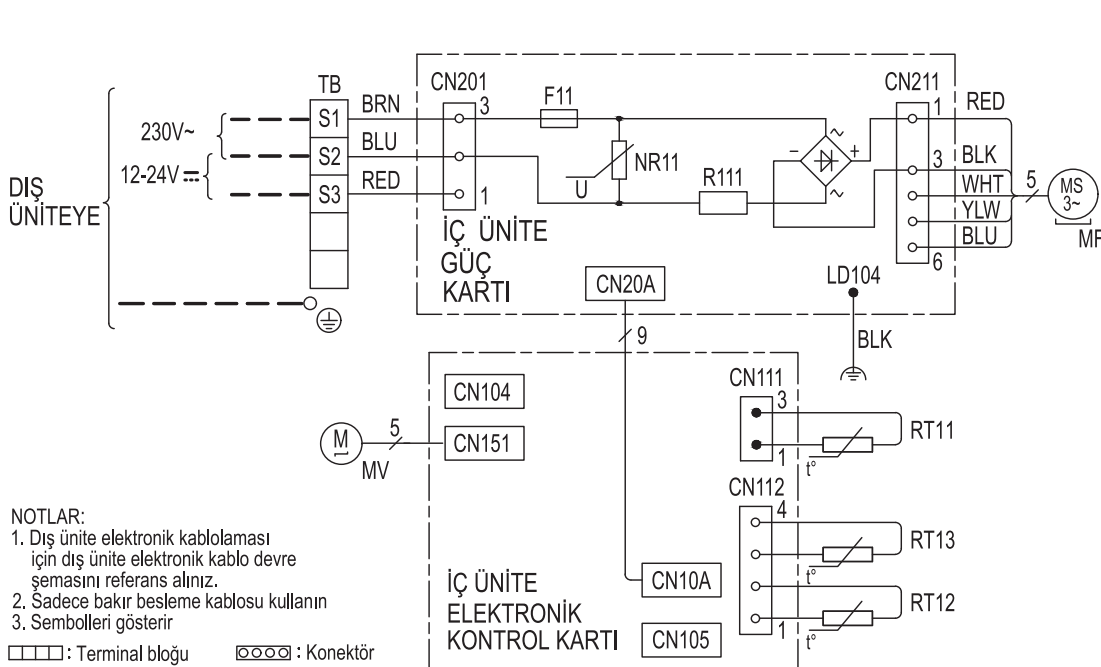 TB
CN201
F11
CN211
S1
BRN
3
1
RED
230V~
S2
BLU
NR11
~
−
+
~
3
BLK
12-24V
S3
RED
1
U
R111
WHT
5
MS
3~
YLW
MF
BLU
6
DIŞ
ÜNİTEYE
İÇ ÜNİTE
GÜÇ
KARTI
CN20A
LD104
9
BLK
CN104
CN111
3
5
M
CN151
MV
1
t°
RT11
CN112
4
RT13
t°
RT12
1
t°
NOTLAR:
1. Dış ünite elektronik kablolaması
için dış ünite elektronik kablo devre
şemasını referans alınız.
2. Sadece bakır besleme kablosu kullanın
3. Sembolleri gösterir
: Terminal bloğu
: Konektör
İÇ ÜNİTE
ELEKTRONİK
KONTROL KARTI
CN10A
CN105